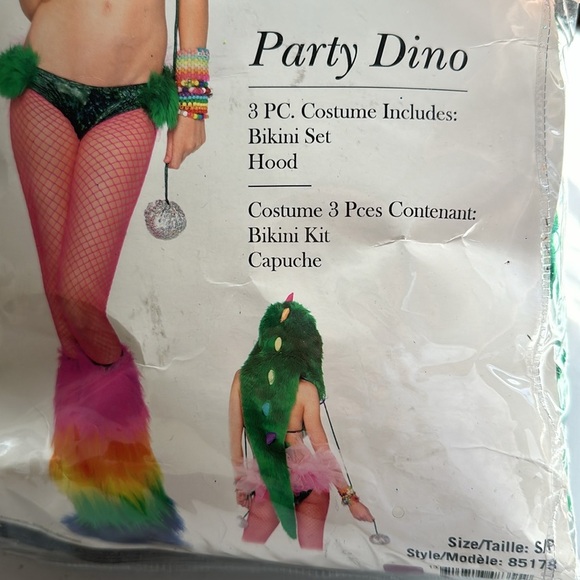 Party Dino
3 PC. Costume Includes:
Bikini Set
Hood
Costume 3 Pces Contenant:
Bikini Kit
Capuche
Size/Taille: S/P
Style/Modèle: 85178